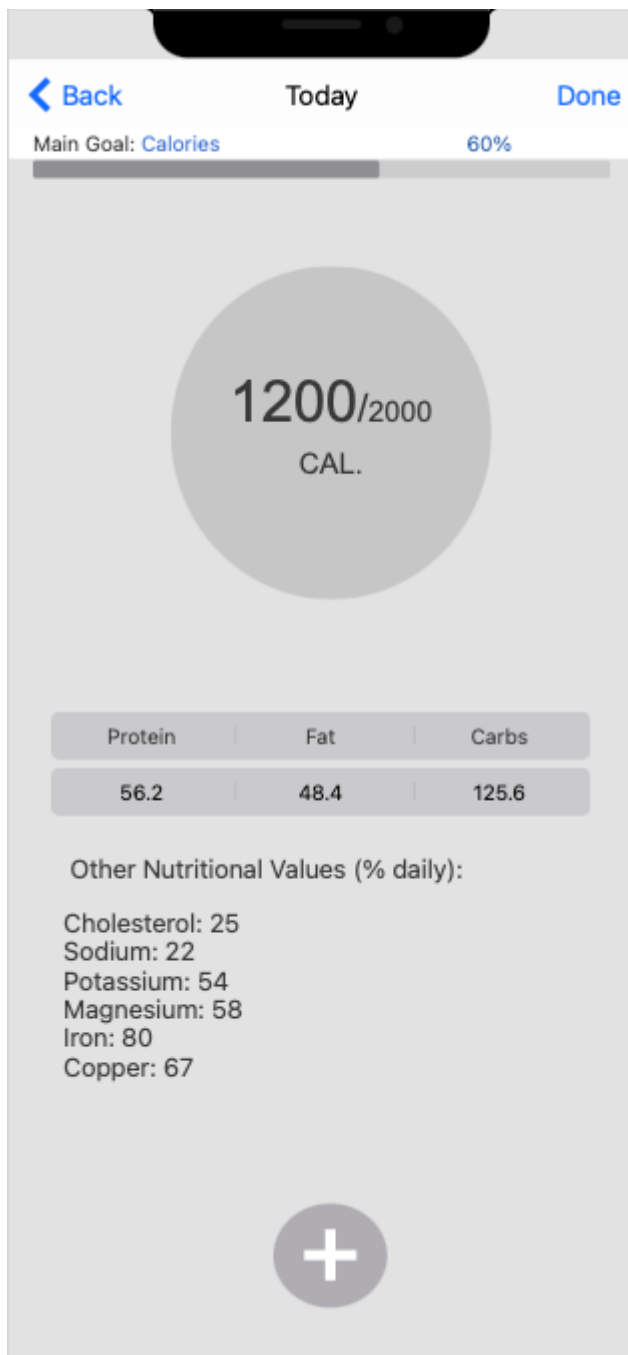 Back Today Done
Main Goal: Calories 60%
1200/2000
CAL.
Protein Fat Carbs
56.2 48.4 125.6
Other Nutritional Values (% daily):
Cholesterol: 25
Sodium: 22
Potassium: 54
Magnesium: 58
Iron: 80
Copper: 67